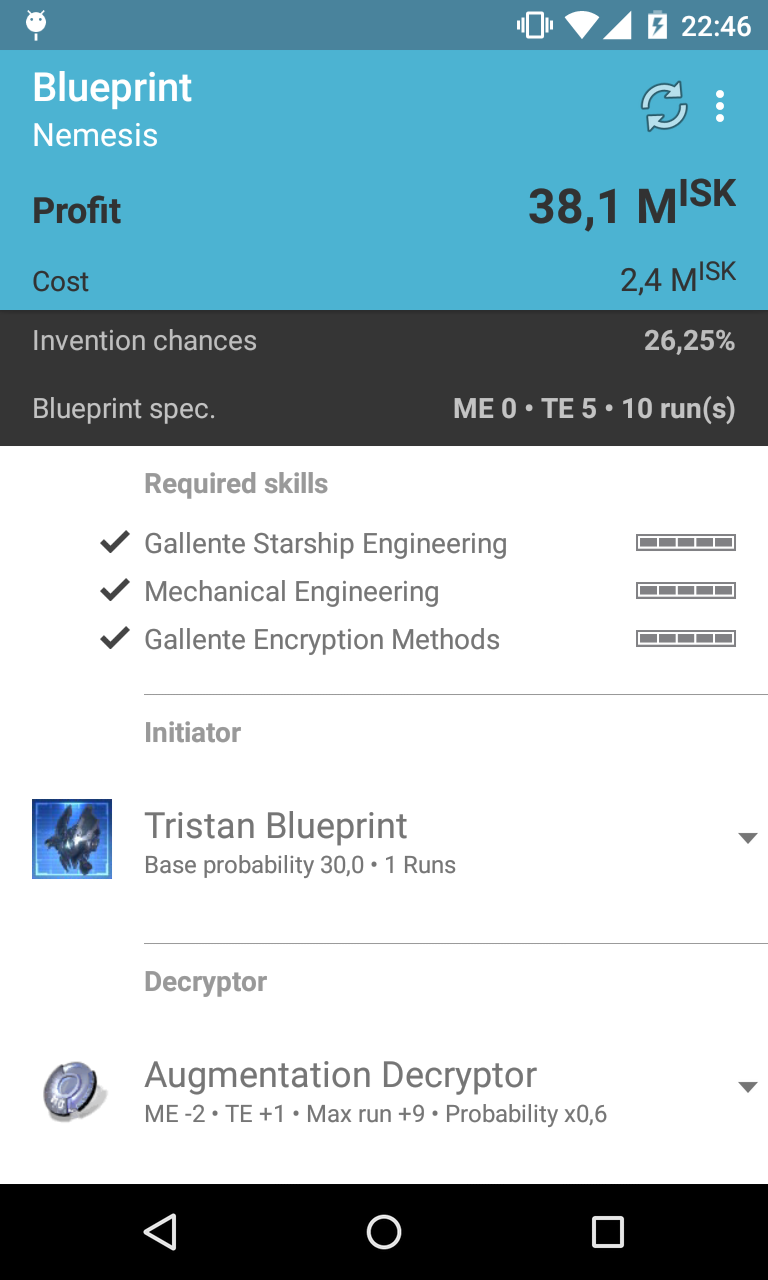 22:46
Blueprint
Nemesis
Profit 38,1 M ISK
Cost 2,4 M ISK
Invention chances 26,25%
Blueprint spec. ME 0 • TE 5 • 10 run(s)
Required skills
Gallente Starship Engineering
Mechanical Engineering
Gallente Encryption Methods
Initiator
Tristan Blueprint
Base probability 30,0 • 1 Runs
Decryptor
Augmentation Decryptor
ME -2 • TE +1 • Max run +9 • Probability x0,6